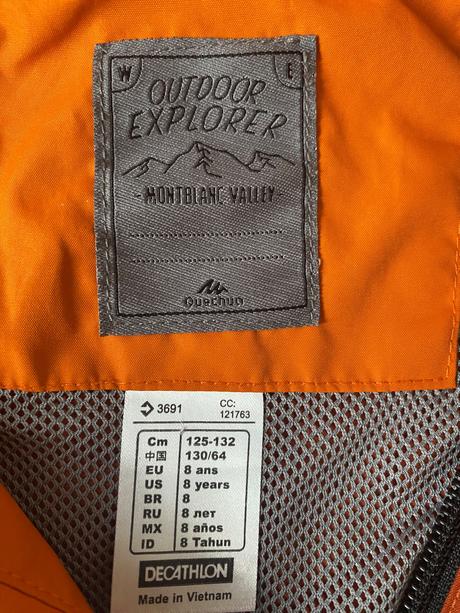 W E
OUTDOOR
EXPLORER
-MONTBLANC VALLEY-
Quechua
3691 CC:
121763
Cm 125-132
中国 130/64
EU 8 ans
US 8 years
BR 8
RU 8 лет
MX 8 años
ID 8 Tahun
DECATHLON
Made in Vietnam